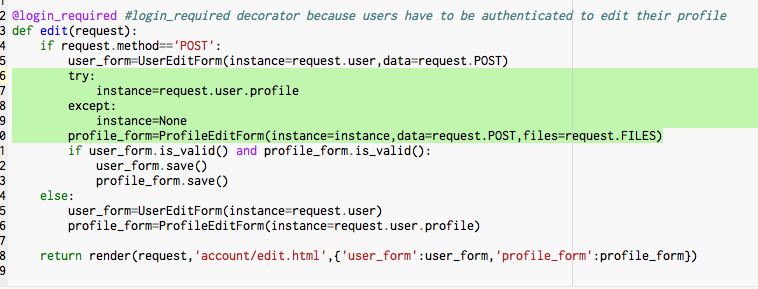 2 @login_required #login_required decorator because users have to be authenticated to edit their profile
3 def edit(request):
4     if request.method=='POST':
5         user_form=UserEditForm(instance=request.user,data=request.POST)
6         try:
7             instance=request.user.profile
8         except:
9             instance=None
0         profile_form=ProfileEditForm(instance=instance,data=request.POST,files=request.FILES)
1         if user_form.is_valid() and profile_form.is_valid():
2             user_form.save()
3             profile_form.save()
4     else:
5         user_form=UserEditForm(instance=request.user)
6         profile_form=ProfileEditForm(instance=request.user.profile)
7
8     return render(request,'account/edit.html',{'user_form':user_form,'profile_form':profile_form})
9